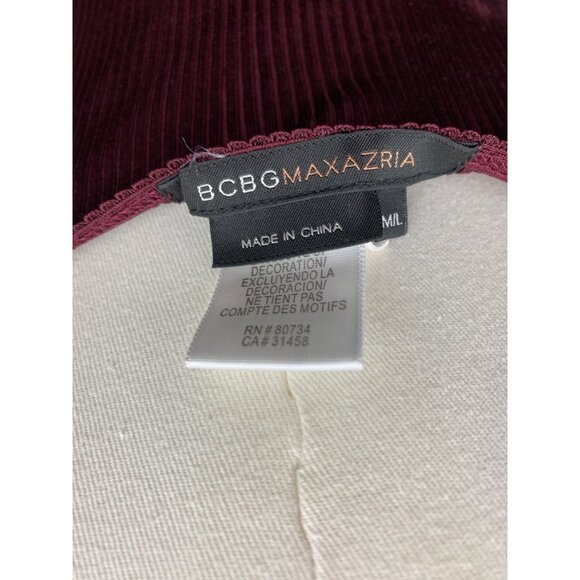 BCBGMAXAZRIA
MADE IN CHINA
M/L
DECORATION/
EXCLUYENDO LA
DECORACION/
NE TIENT PAS
COMPTE DES MOTIFS
RN # 80734
CA # 31458